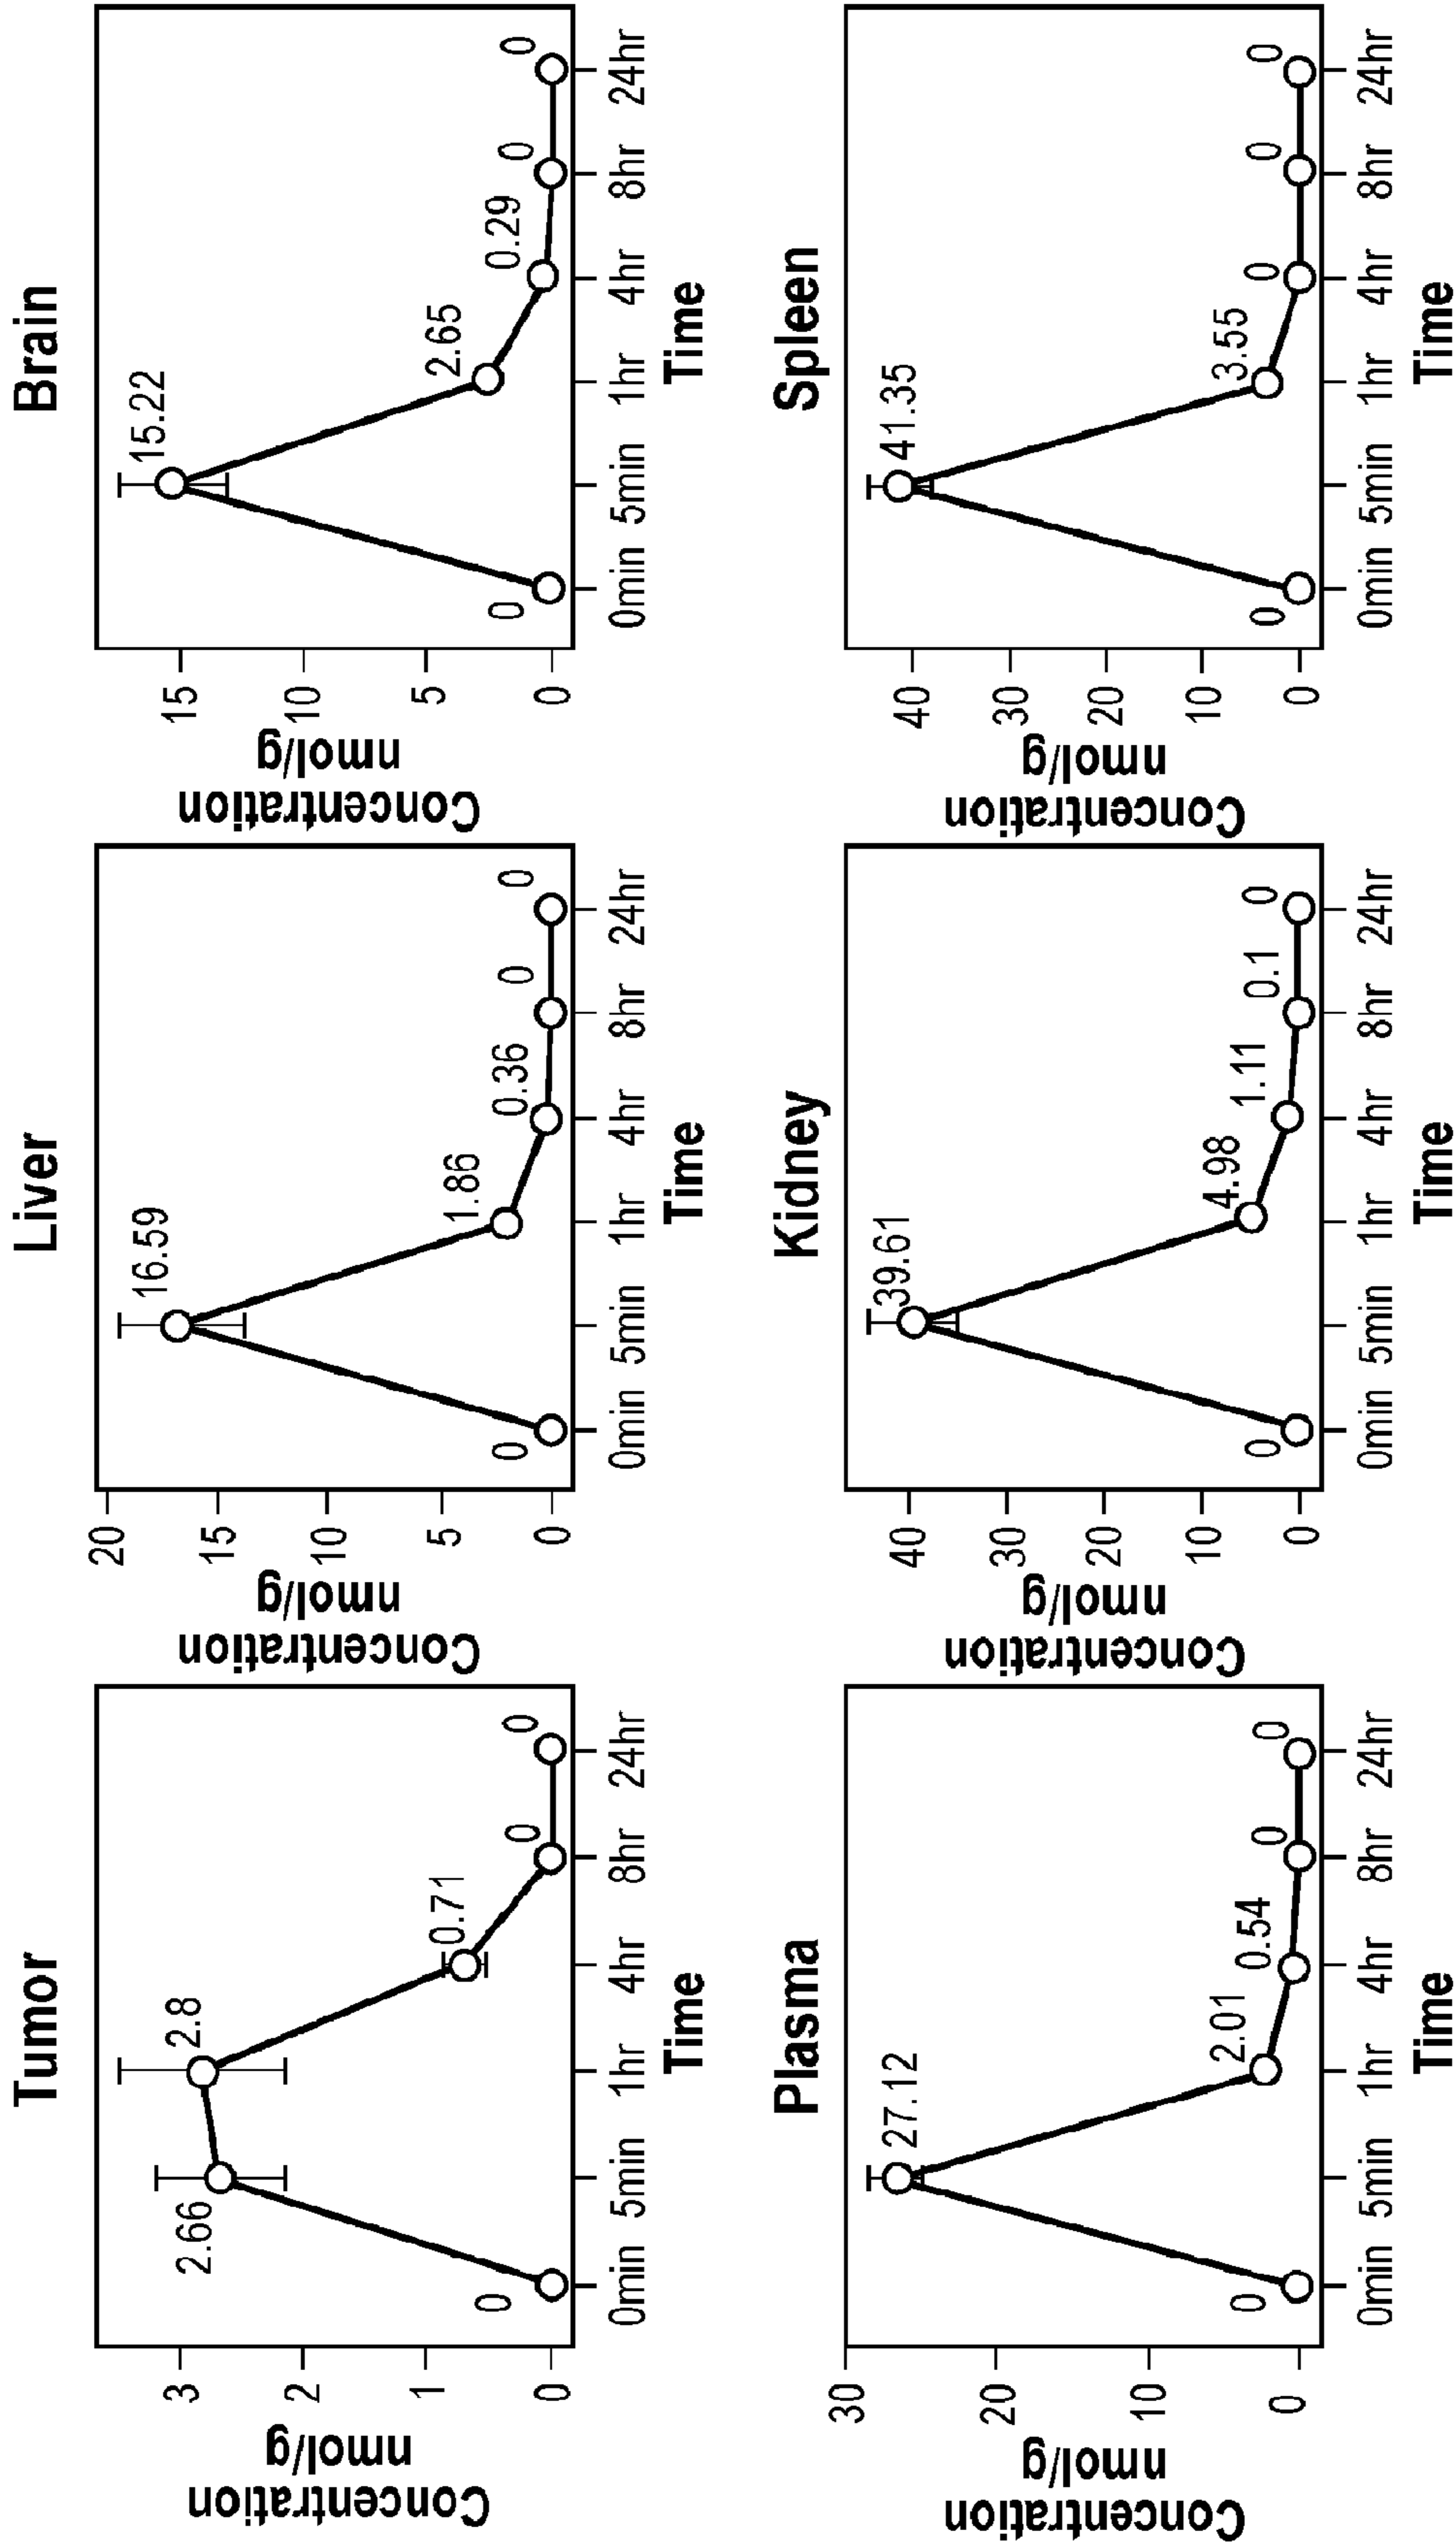 Tumor
Concentration
nmol/g
3
2
1
0
0
2.66
2.8
0.71
0
0
0min 5min 1hr 4hr 8hr 24hr
Time
Liver
Concentration
nmol/g
20
15
10
5
0
0
16.59
1.86
0.36
0
0
0min 5min 1hr 4hr 8hr 24hr
Time
Brain
Concentration
nmol/g
15
10
5
0
0
15.22
2.65
0.29
0
0
0min 5min 1hr 4hr 8hr 24hr
Time
Plasma
Concentration
nmol/g
30
20
10
0
0
27.12
2.01
0.54
0
0
0min 5min 1hr 4hr 8hr 24hr
Time
Kidney
Concentration
nmol/g
40
30
20
10
0
0
39.61
4.98
1.11
0.1
0
0min 5min 1hr 4hr 8hr 24hr
Time
Spleen
Concentration
nmol/g
40
30
20
10
0
0
41.35
3.55
0
0
0
0min 5min 1hr 4hr 8hr 24hr
Time